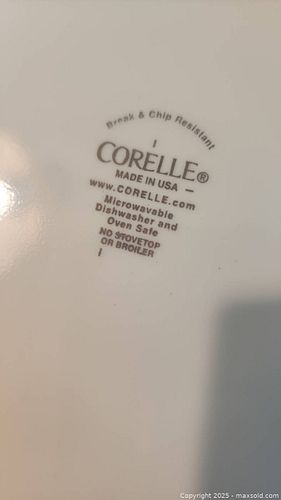 Break & Chip Resistant
CORELLE®
MADE IN USA
www.CORELLE.com
Microwavable
Dishwasher and
Oven Safe
NO STOVETOP
OR BROILER
Copyright 2025 - maxsold.com